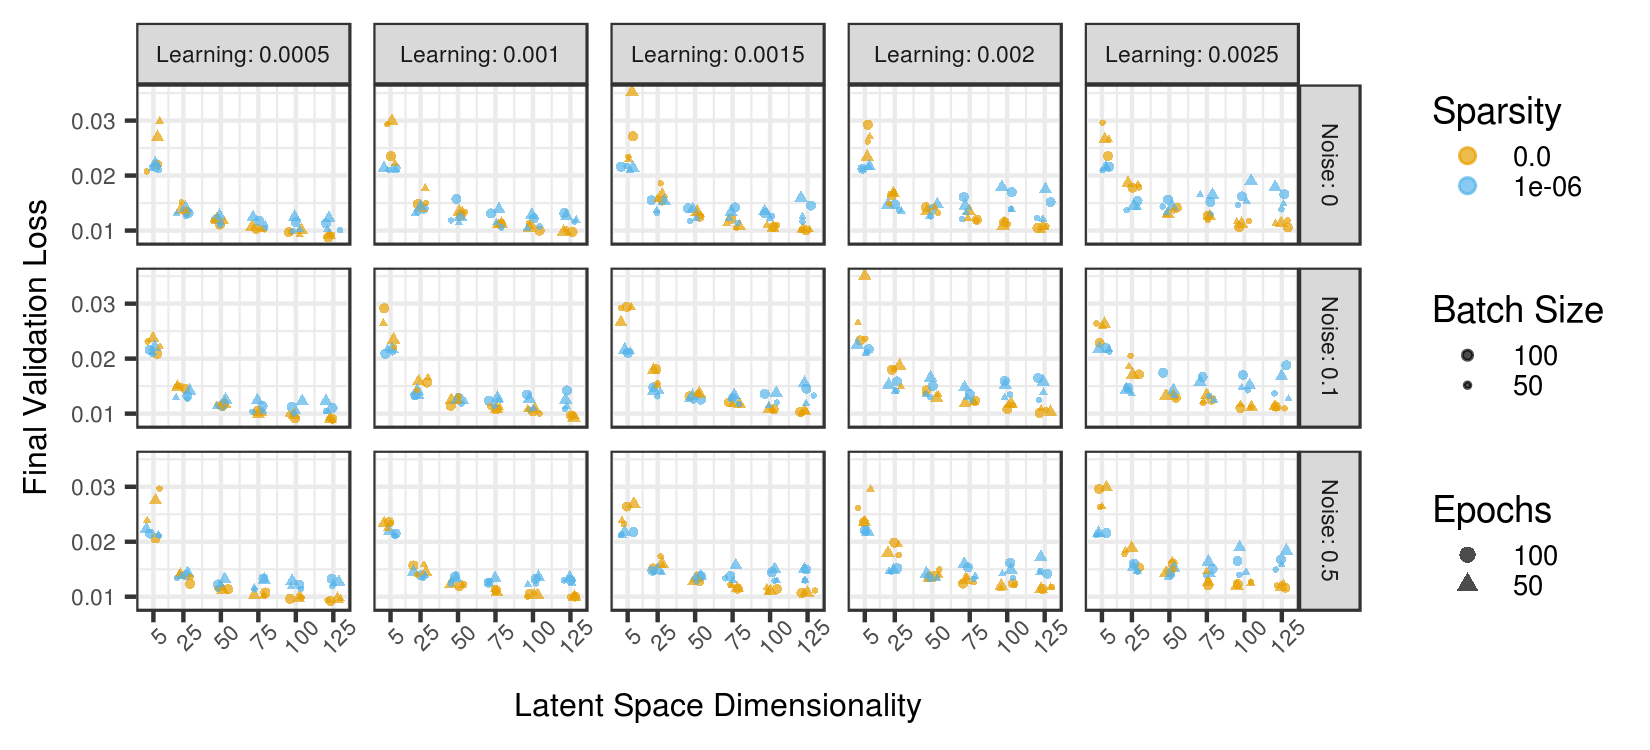 Learning: 0.0005
Learning: 0.001
Learning: 0.0015
Learning: 0.002
Learning: 0.0025
Final Validation Loss
0.03
0.02
0.01
Noise: 0
0.03
0.02
0.01
Noise: 0.1
0.03
0.02
0.01
Noise: 0.5
5 25 50 75 100 125
5 25 50 75 100 125
5 25 50 75 100 125
5 25 50 75 100 125
5 25 50 75 100 125
Latent Space Dimensionality
Sparsity
0.0
1e-06
Batch Size
100
50
Epochs
100
50